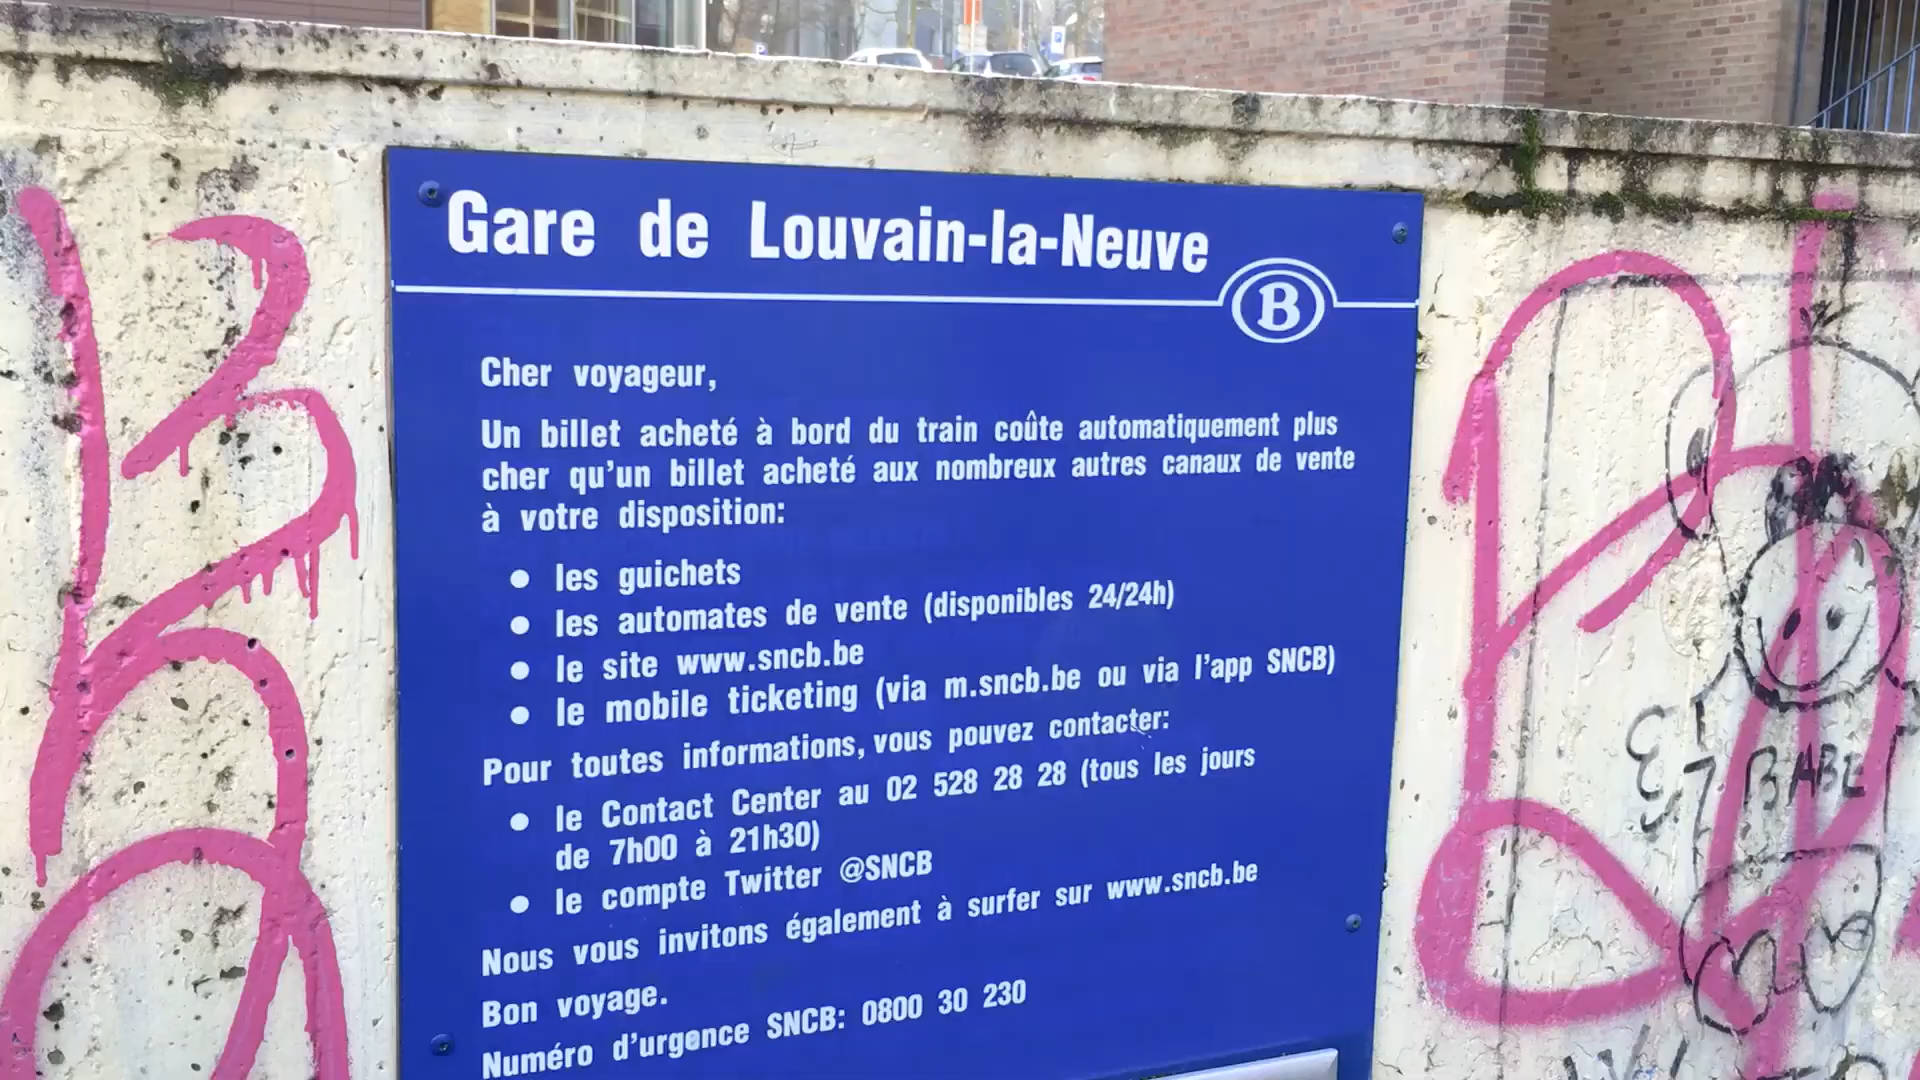 Gare de Louvain-la-Neuve
B
Cher voyageur,
Un billet acheté à bord du train coûte automatiquement plus
cher qu'un billet acheté aux nombreux autres canaux de vente
à votre disposition:
● les guichets
● les automates de vente (disponibles 24/24h)
● le site www.sncb.be
● le mobile ticketing (via m.sncb.be ou via l'app SNCB)
Pour toutes informations, vous pouvez contacter:
● le Contact Center au 02 528 28 28 (tous les jours
de 7h00 à 21h30)
● le compte Twitter @SNCB
Nous vous invitons également à surfer sur www.sncb.be
Bon voyage.
Numéro d'urgence SNCB: 0800 30 230
BABE